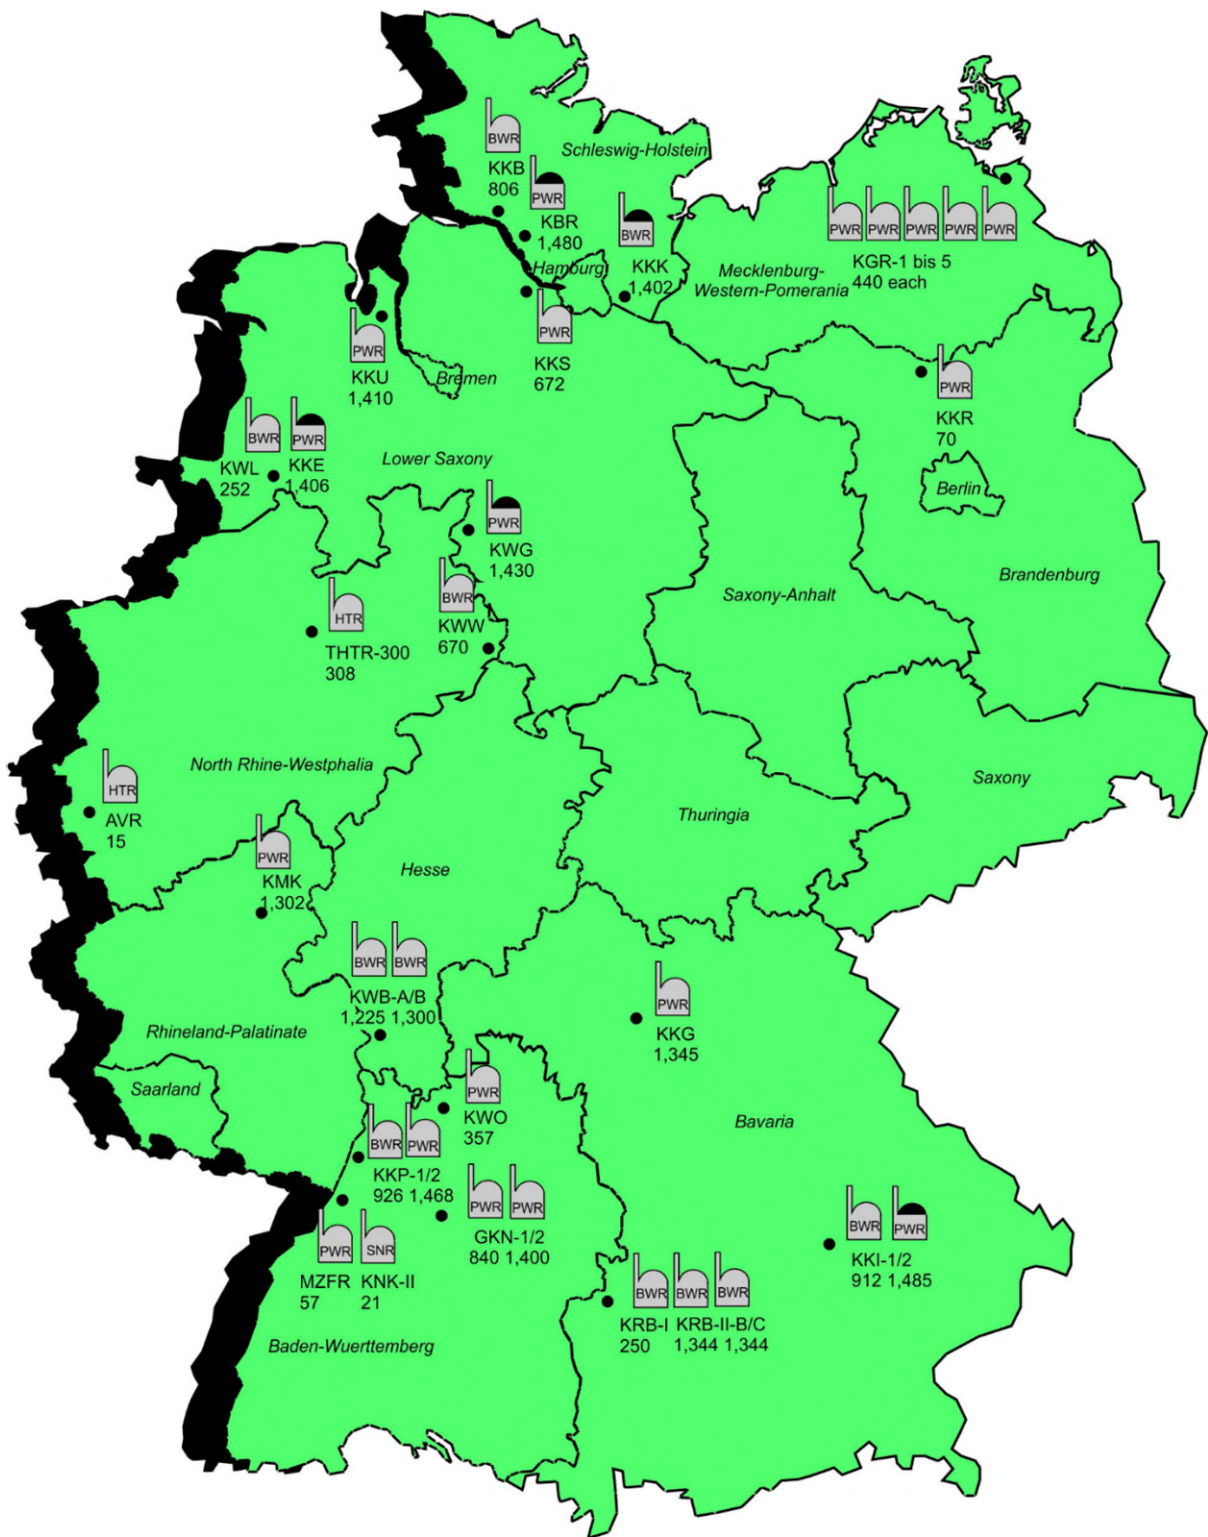 BWR
KKB
806
Schleswig-Holstein
PWR
KBR
1,480
BWR
KKK
1,402
Hamburg
PWR PWR PWR PWR PWR
KGR-1 bis 5
440 each
Mecklenburg-
Western-Pomerania
PWR
KKU
1,410
Bremen
PWR
KKS
672
PWR
KKR
70
Berlin
BWR PWR
KWL KKE
252 1,406
Lower Saxony
PWR
KWG
1,430
Brandenburg
Saxony-Anhalt
BWR
KWW
670
HTR
THTR-300
308
North Rhine-Westphalia
HTR
AVR
15
Saxony
Thuringia
PWR
KMK
1,302
Hesse
BWR BWR
KWB-A/B
1,225 1,300
PWR
KKG
1,345
Rhineland-Palatinate
Saarland
PWR
KWO
357
Bavaria
BWR PWR
KKP-1/2
926 1,468
PWR PWR
GKN-1/2
840 1,400
PWR SNR
MZFR KNK-II
57 21
BWR PWR
KKI-1/2
912 1,485
BWR BWR BWR
KRB-I KRB-II-B/C
250 1,344 1,344
Baden-Wuerttemberg